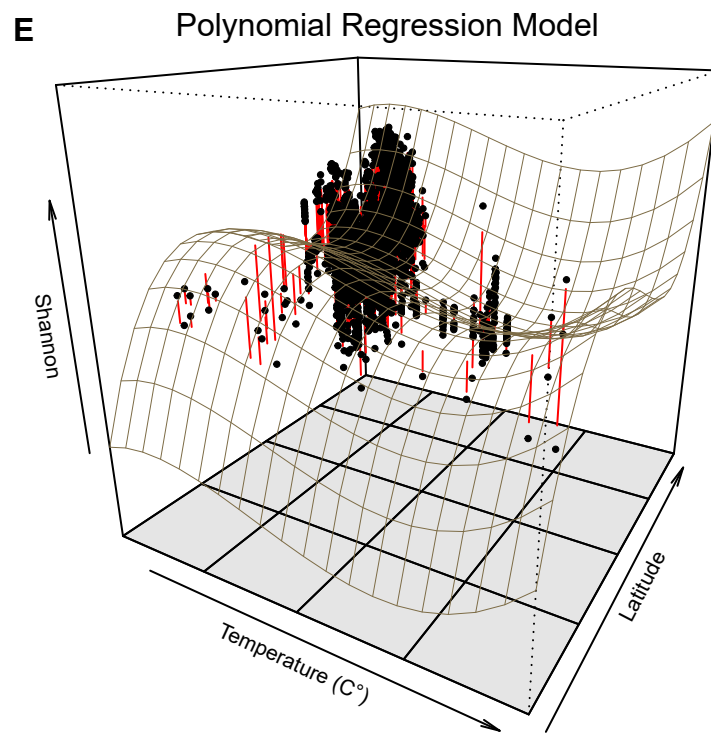 E
Polynomial Regression Model
Shannon
Temperature (C°)
Latitude